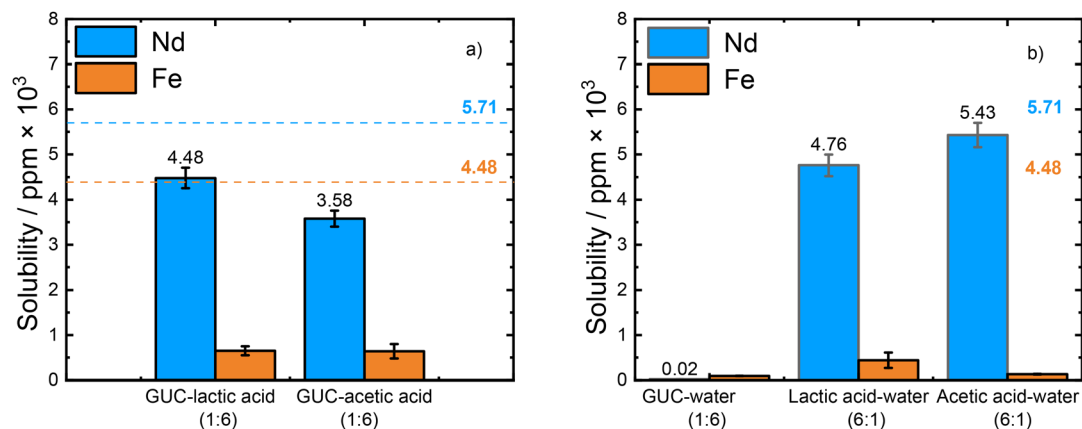 8
7
6
5
4
3
2
1
0
Solubility / ppm × 10³
Nd
Fe
a)
5.71
4.48
4.48
3.58
GUC-lactic acid
(1:6)
GUC-acetic acid
(1:6)
8
7
6
5
4
3
2
1
0
Solubility / ppm × 10³
Nd
Fe
b)
5.71
4.48
0.02
4.76
5.43
GUC-water
(1:6)
Lactic acid-water
(6:1)
Acetic acid-water
(6:1)